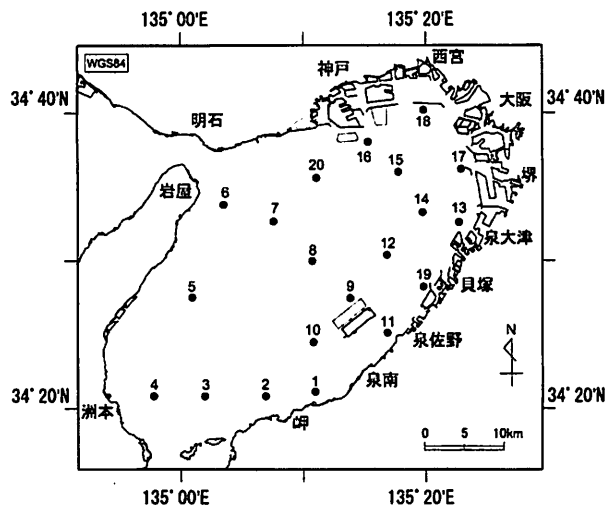 135° 00'E
135° 20'E
WGS84
神戸
西宮
34° 40'N
34° 40'N
大阪
明石
18
16
15
17
堺
20
岩屋
6
7
14
13
泉大津
8
12
19
貝塚
5
9
10
11
泉佐野
N
泉南
4
3
2
1
34° 20'N
34° 20'N
洲本
岬
0 5 10km
135° 00'E
135° 20'E